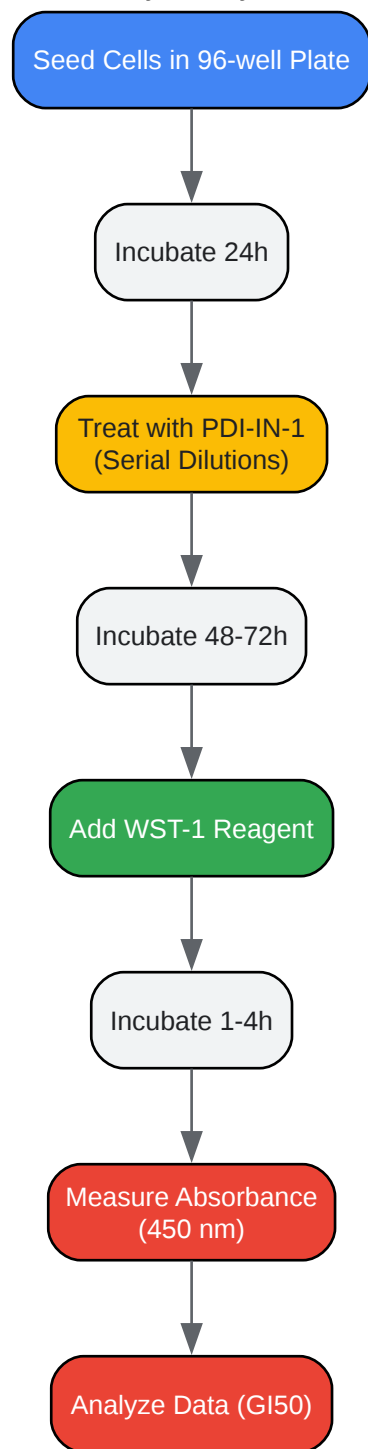 Seed Cells in 96-well Plate
Incubate 24h
Treat with PDI-IN-1
(Serial Dilutions)
Incubate 48-72h
Add WST-1 Reagent
Incubate 1-4h
Measure Absorbance
(450 nm)
Analyze Data (GI50)